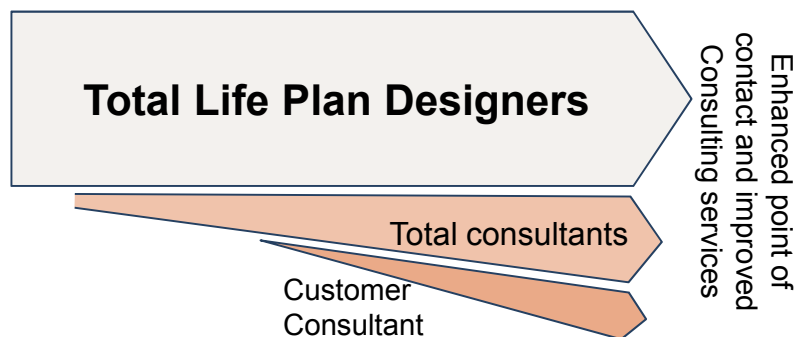 Total Life Plan Designers
Total consultants
Customer
Consultant
Enhanced point of
contact and improved
Consulting services